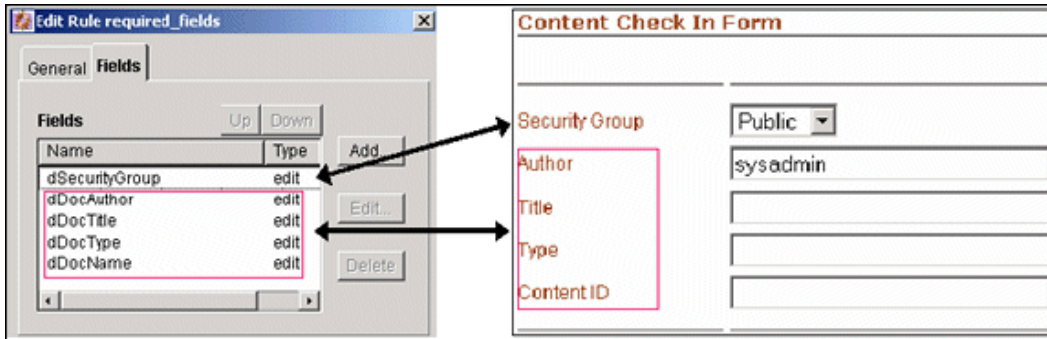 Edit Rule required_fields
General Fields
Fields
Up Down
Name Type
Add...
dSecurityGroup edit
dDocAuthor edit
dDocTitle edit
dDocType edit
dDocName edit
Edit...
Delete
Content Check In Form
Security Group Public
Author sysadmin
Title
Type
Content ID